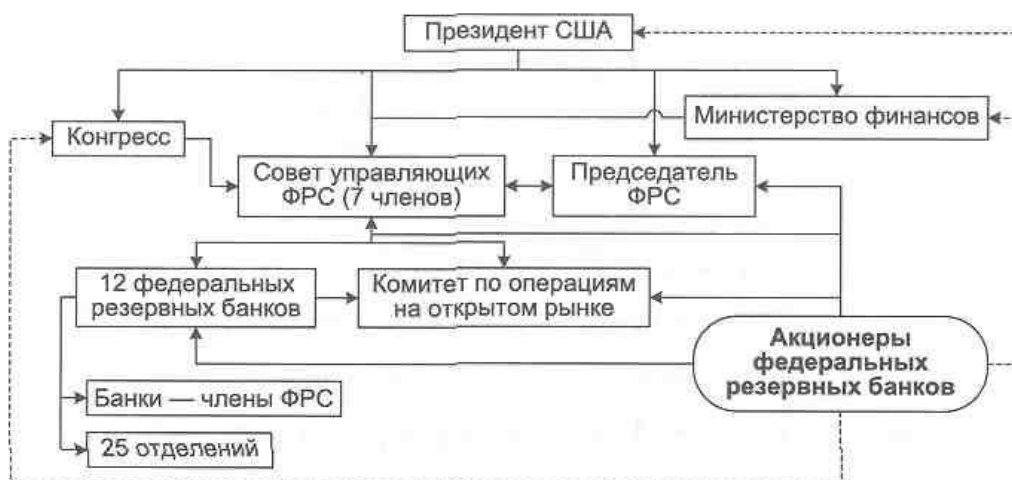 Президент США
Министерство финансов
Конгресс
Совет управляющих
ФРС (7 членов)
Председатель
ФРС
12 федеральных
резервных банков
Комитет по операциям
на открытом рынке
Акционеры
федеральных
резервных банков
Банки — члены ФРС
25 отделений